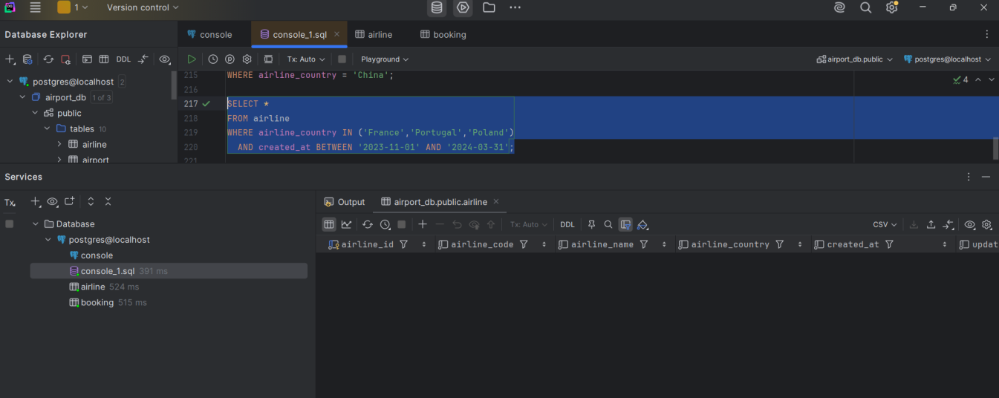 1 Version control
Database Explorer
console console_1.sql airline booking
DDL Tx: Auto Playground airport_db.public postgres@localhost
postgres@localhost 2
airport_db 1 of 3
public
tables 10
airline
airport
215 WHERE airline_country = 'China';
216
217 SELECT *
218 FROM airline
219 WHERE airline_country IN ('France','Portugal','Poland')
220 AND created_at BETWEEN '2023-11-01' AND '2024-03-31';
221
4
Services
Tx
Database
postgres@localhost
console
console_1.sql 391 ms
airline 524 ms
booking 515 ms
Output airport_db.public.airline
Tx: Auto DDL CSV
airline_id airline_code airline_name airline_country created_at updat